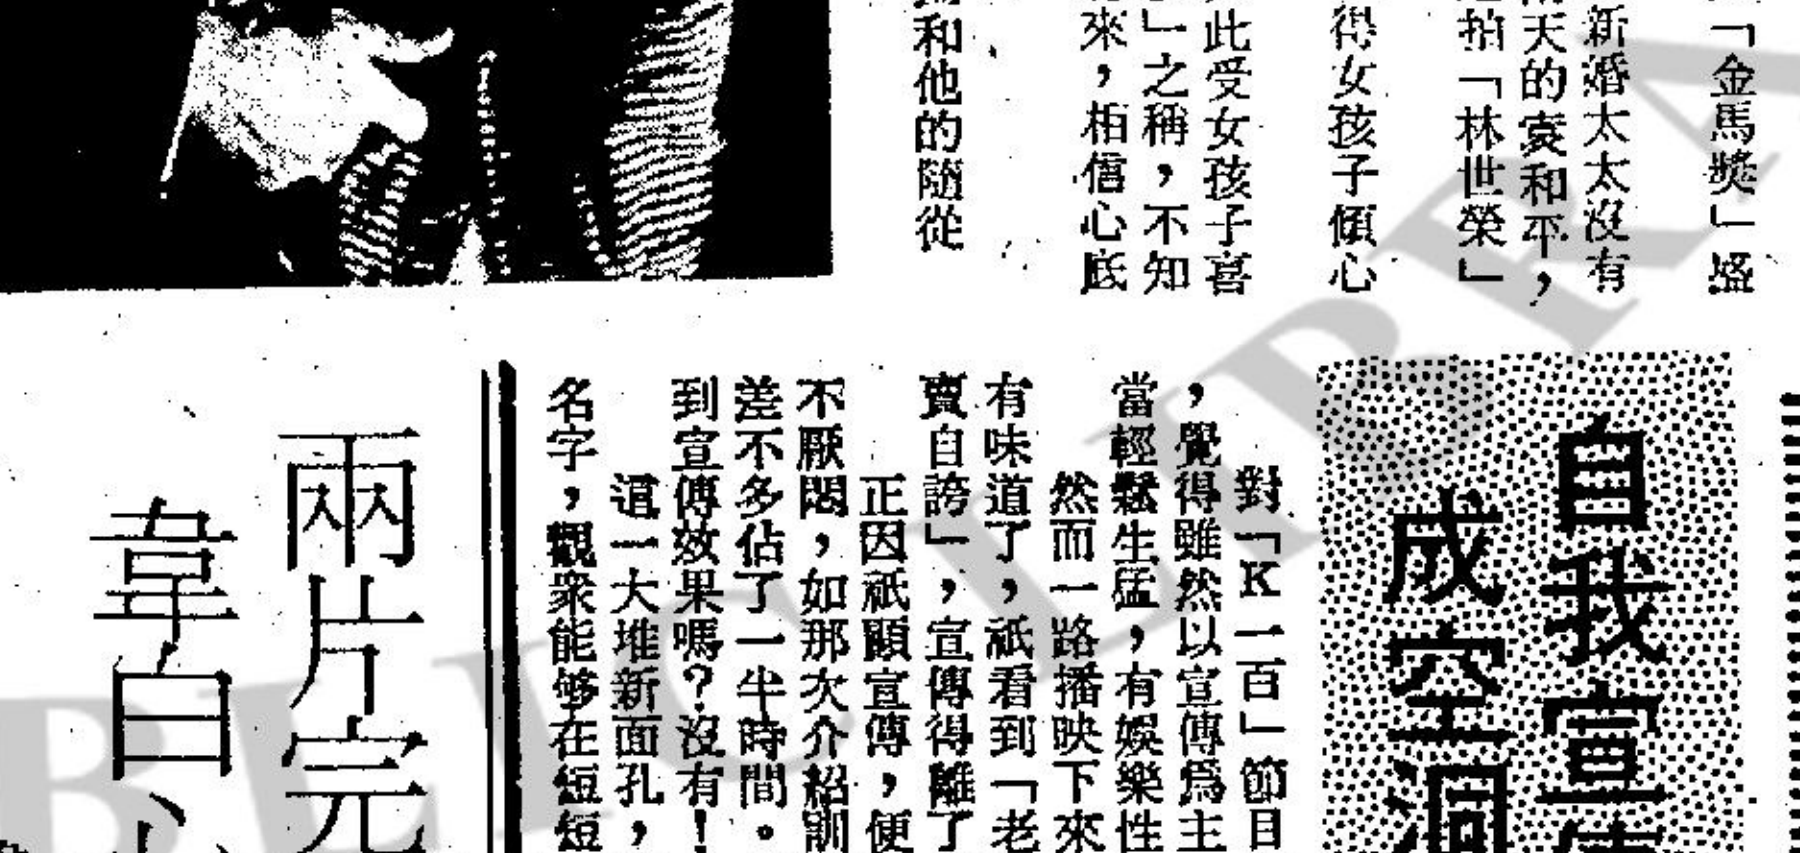 「金馬獎」盛
新婚太太沒有
天的袁和平,
拍「林世榮」
得女孩子傾心
此受女孩子喜
」之稱,不知
來,相信心底
和他的隨從
自我宣
成空洞
對「K一百」節目
,覺得雖然以宣傳爲主
當輕鬆生猛,有娛樂性
然而一路播映下來
有味道了,祇看到「老
賣自誇」,宣傳得離了
正因祇顧宣傳,便
不厭悶,如那次介紹訓
差不多佔了一半時間。
到宣傳效果嗎?沒有!
這一大堆新面孔,
名字,觀衆能够在短短
兩片完
韋白
BLIC LIBRA